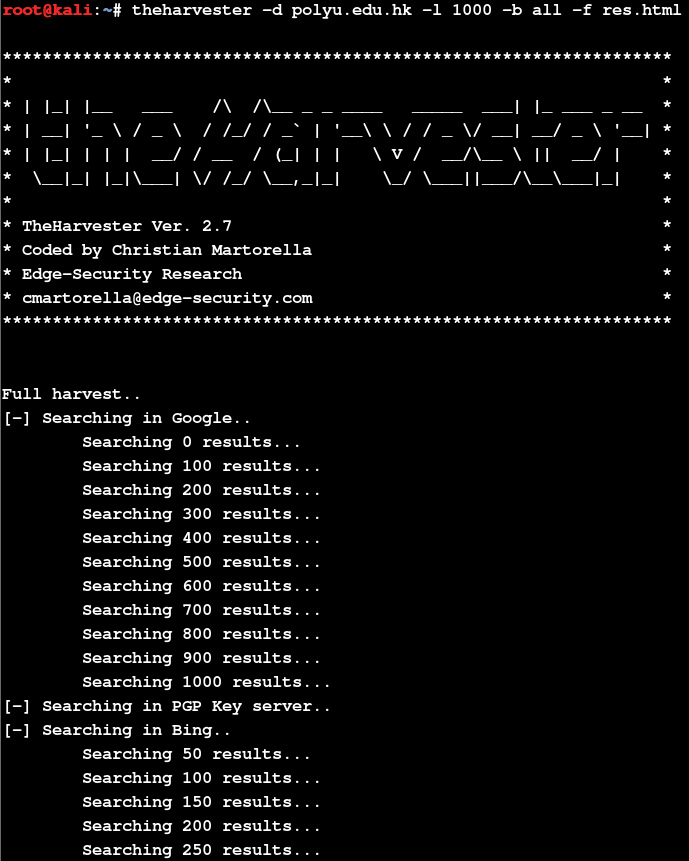 root@kali:~# theharvester -d polyu.edu.hk -l 1000 -b all -f res.html
*******************************************************************
*                                                                 *
* | |_| |__   ___    /\  /\__ _ _ ____   _____  ___| |_ ___ _ __  *
* | __| '_ \ / _ \  / /_/ / _` | '__\ \ / / _ \/ __| __/ _ \ '__| *
* | |_| | | |  __/ / __  / (_| | |   \ V /  __/\__ \ ||  __/ |    *
*  \__|_| |_|\___| \/ /_/ \__,_|_|    \_/ \___||___/\__\___|_|    *
*                                                                 *
* TheHarvester Ver. 2.7                                           *
* Coded by Christian Martorella                                   *
* Edge-Security Research                                          *
* cmartorella@edge-security.com                                   *
*******************************************************************
Full harvest..
[-] Searching in Google..
        Searching 0 results...
        Searching 100 results...
        Searching 200 results...
        Searching 300 results...
        Searching 400 results...
        Searching 500 results...
        Searching 600 results...
        Searching 700 results...
        Searching 800 results...
        Searching 900 results...
        Searching 1000 results...
[-] Searching in PGP Key server..
[-] Searching in Bing..
        Searching 50 results...
        Searching 100 results...
        Searching 150 results...
        Searching 200 results...
        Searching 250 results...